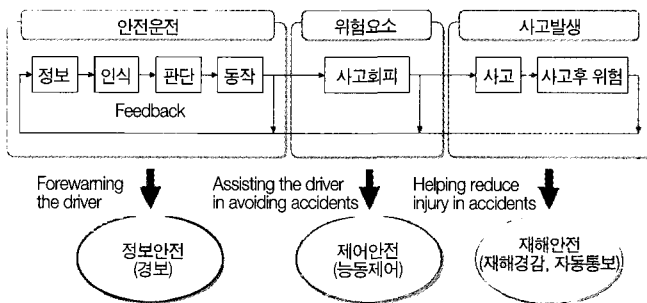 안전운전
위험요소
사고발생
정보
인식
판단
동작
사고회피
사고
사고후 위험
Feedback
Forewarning
the driver
Assisting the driver
in avoiding accidents
Helping reduce
injury in accidents
정보안전
(경보)
제어안전
(능동제어)
재해안전
(재해경감, 자동통보)